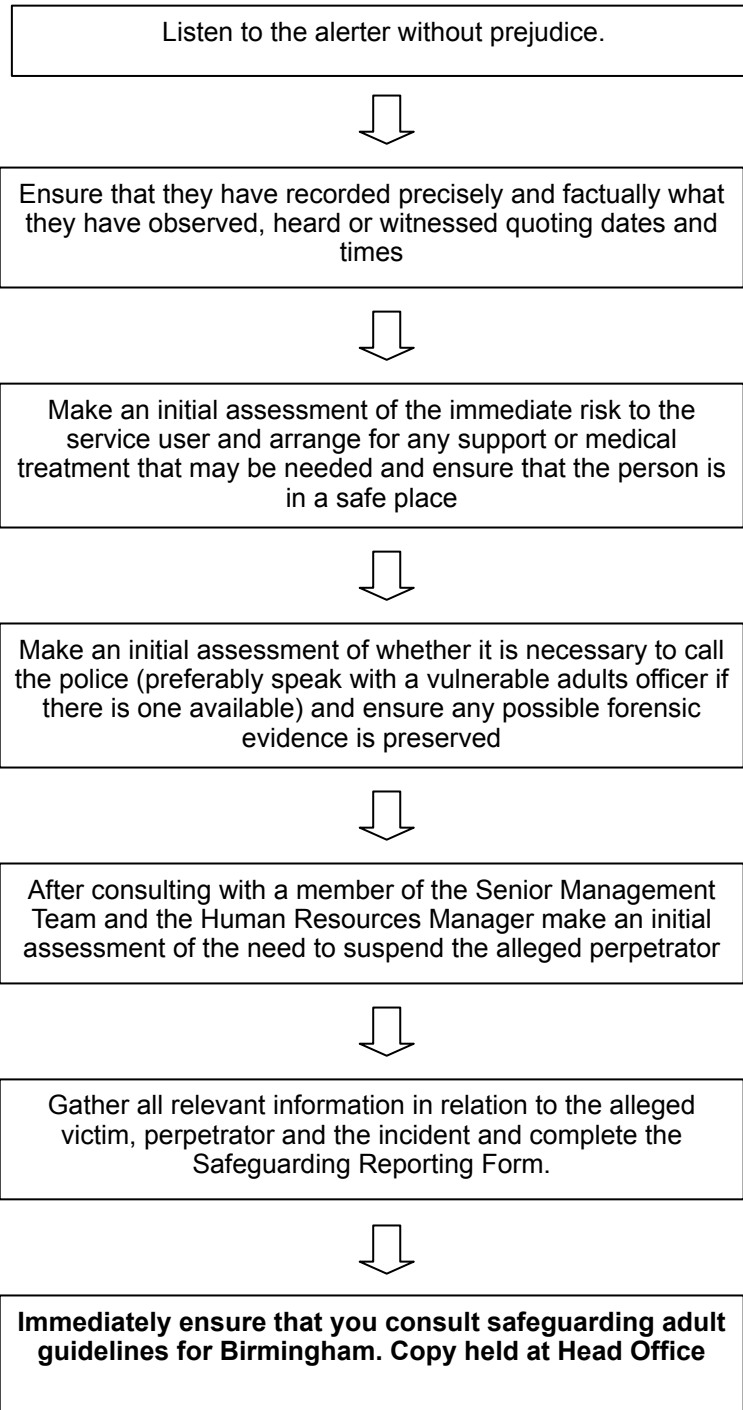 Listen to the alerter without prejudice.
Ensure that they have recorded precisely and factually what
they have observed, heard or witnessed quoting dates and
times
Make an initial assessment of the immediate risk to the
service user and arrange for any support or medical
treatment that may be needed and ensure that the person is
in a safe place
Make an initial assessment of whether it is necessary to call
the police (preferably speak with a vulnerable adults officer if
there is one available) and ensure any possible forensic
evidence is preserved
After consulting with a member of the Senior Management
Team and the Human Resources Manager make an initial
assessment of the need to suspend the alleged perpetrator
Gather all relevant information in relation to the alleged
victim, perpetrator and the incident and complete the
Safeguarding Reporting Form.
Immediately ensure that you consult safeguarding adult
guidelines for Birmingham. Copy held at Head Office